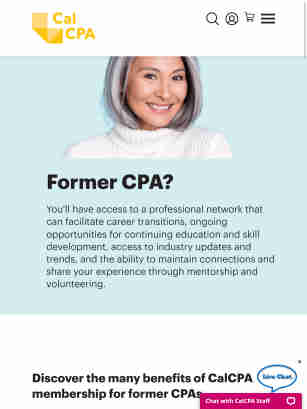 Cal
CPA
Former CPA?
You'll have access to a professional network that
can facilitate career transitions, ongoing
opportunities for continuing education and skill
development, access to industry updates and
trends, and the ability to maintain connections and
share your experience through mentorship and
volunteering.
Live Chat
Discover the many benefits of CalCPA
membership for former CPAs
Chat with CalCPA Staff